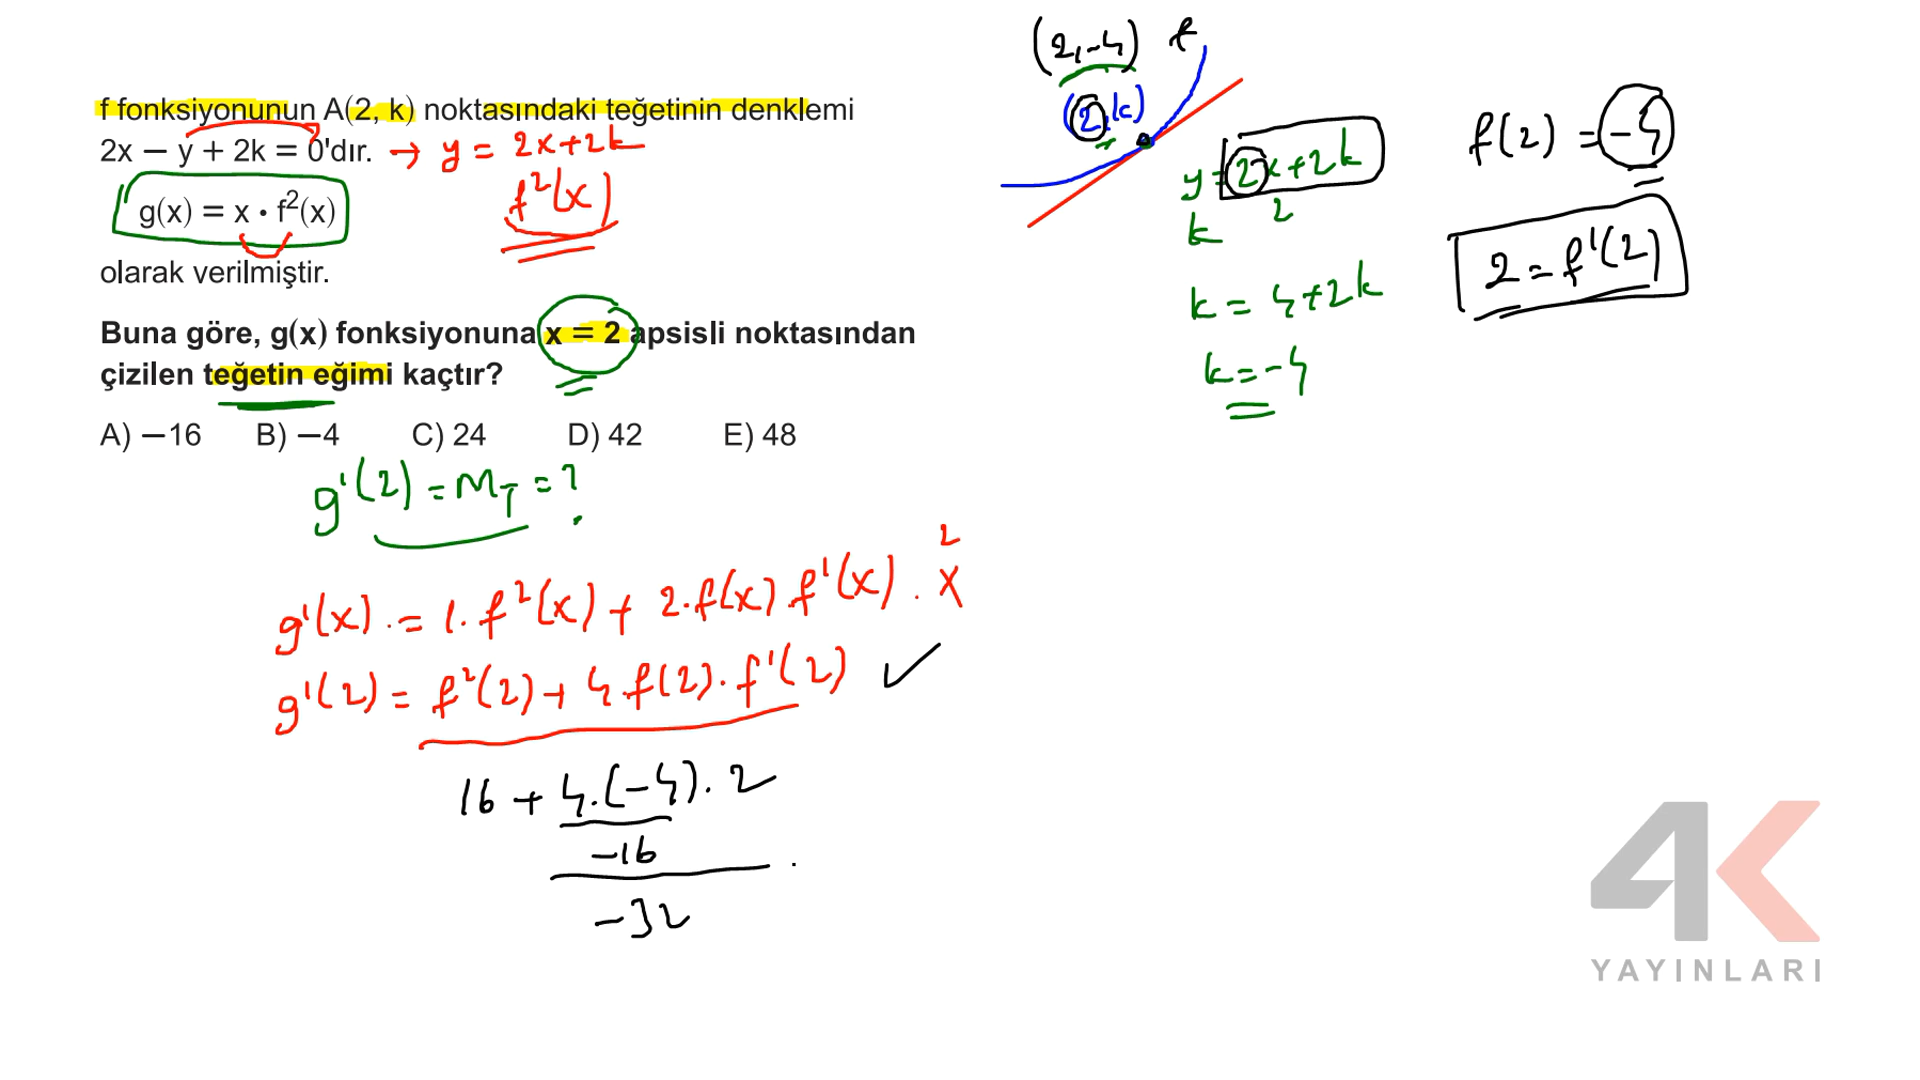 f fonksiyonunun A(2, k) noktasındaki teğetinin denklemi
2x – y + 2k = 0'dır. → y = 2x+2k
g(x) = x • f²(x)
f²(x)
olarak verilmiştir.
Buna göre, g(x) fonksiyonuna x = 2 apsisli noktasından
çizilen teğetin eğimi kaçtır?
A) –16 B) –4 C) 24 D) 42 E) 48
g'(2) = M_T = ?
g'(x) = 1.f²(x) + 2.f(x).f'(x).x
2
g'(2) = f²(2) + 4.f(2).f'(2) ✓
16 + 4.(-4).2
-16
-32
(2,-4) f
(2,k)
y = 2x+2k
2
k
k = 4+2k
k = -4
f(2) = -4
2 = f'(2)
4K
YAYINLARI